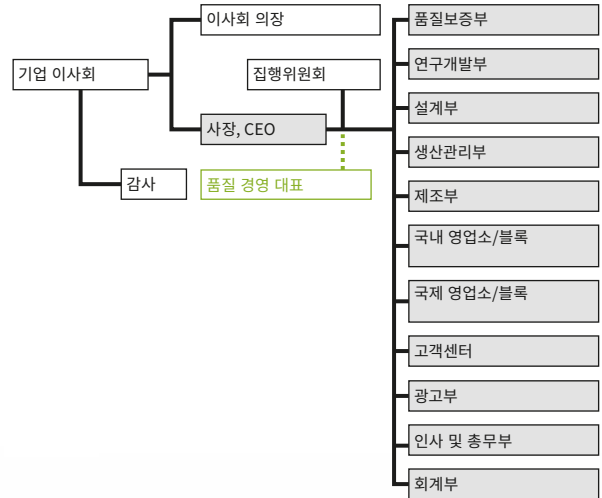 이사회 의장
기업 이사회
집행위원회
사장, CEO
감사
품질 경영 대표
품질보증부
연구개발부
설계부
생산관리부
제조부
국내 영업소/블록
국제 영업소/블록
고객센터
광고부
인사 및 총무부
회계부